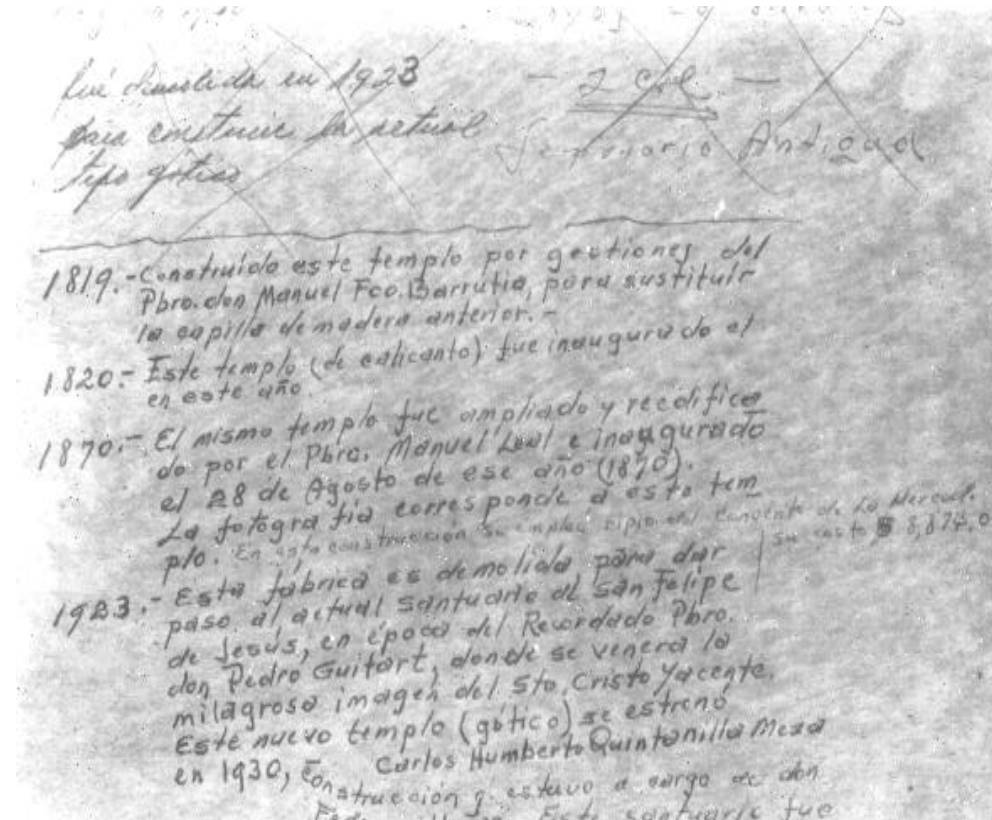 fué demolida en 1923
para construir la actual
tipo gótico
- 2 col -
Antigua
1819.- Construido este templo por gestiones del
Pbro. don Manuel Fco. Barrutia, para sustituir
la capilla de madera anterior.-
1820.- Este templo (de calicanto) fue inaugurado el
en este año.
1870.- El mismo templo fue ampliado y reedifica
do por el Pbro. Manuel Leal e inaugurado
el 28 de Agosto de ese año (1870).
La fotografia corresponde a este tem
plo. En esta construcción se empleó ripio del Convento de La Merced.
su costo $ 8,874.0
1923.- Esta fábrica es demolida para dar
paso al actual Santuario de San Felipe
de Jesús, en época del Recordado Pbro.
don Pedro Guitart, donde se venera la
milagrosa imagen del Sto. Cristo Yacente.
Este nuevo templo (gótico) se estrenó
en 1930, Carlos Humberto Quintanilla Meza
Construcción q. estuvo a cargo de don
Este santuario fue